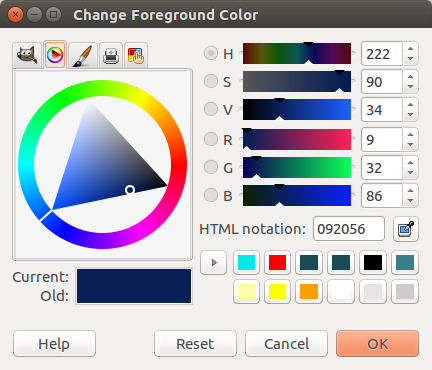 Change Foreground Color
H 222
S 90
V 34
R 9
G 32
B 86
HTML notation: 092056
Current:
Old:
Help Reset Cancel OK